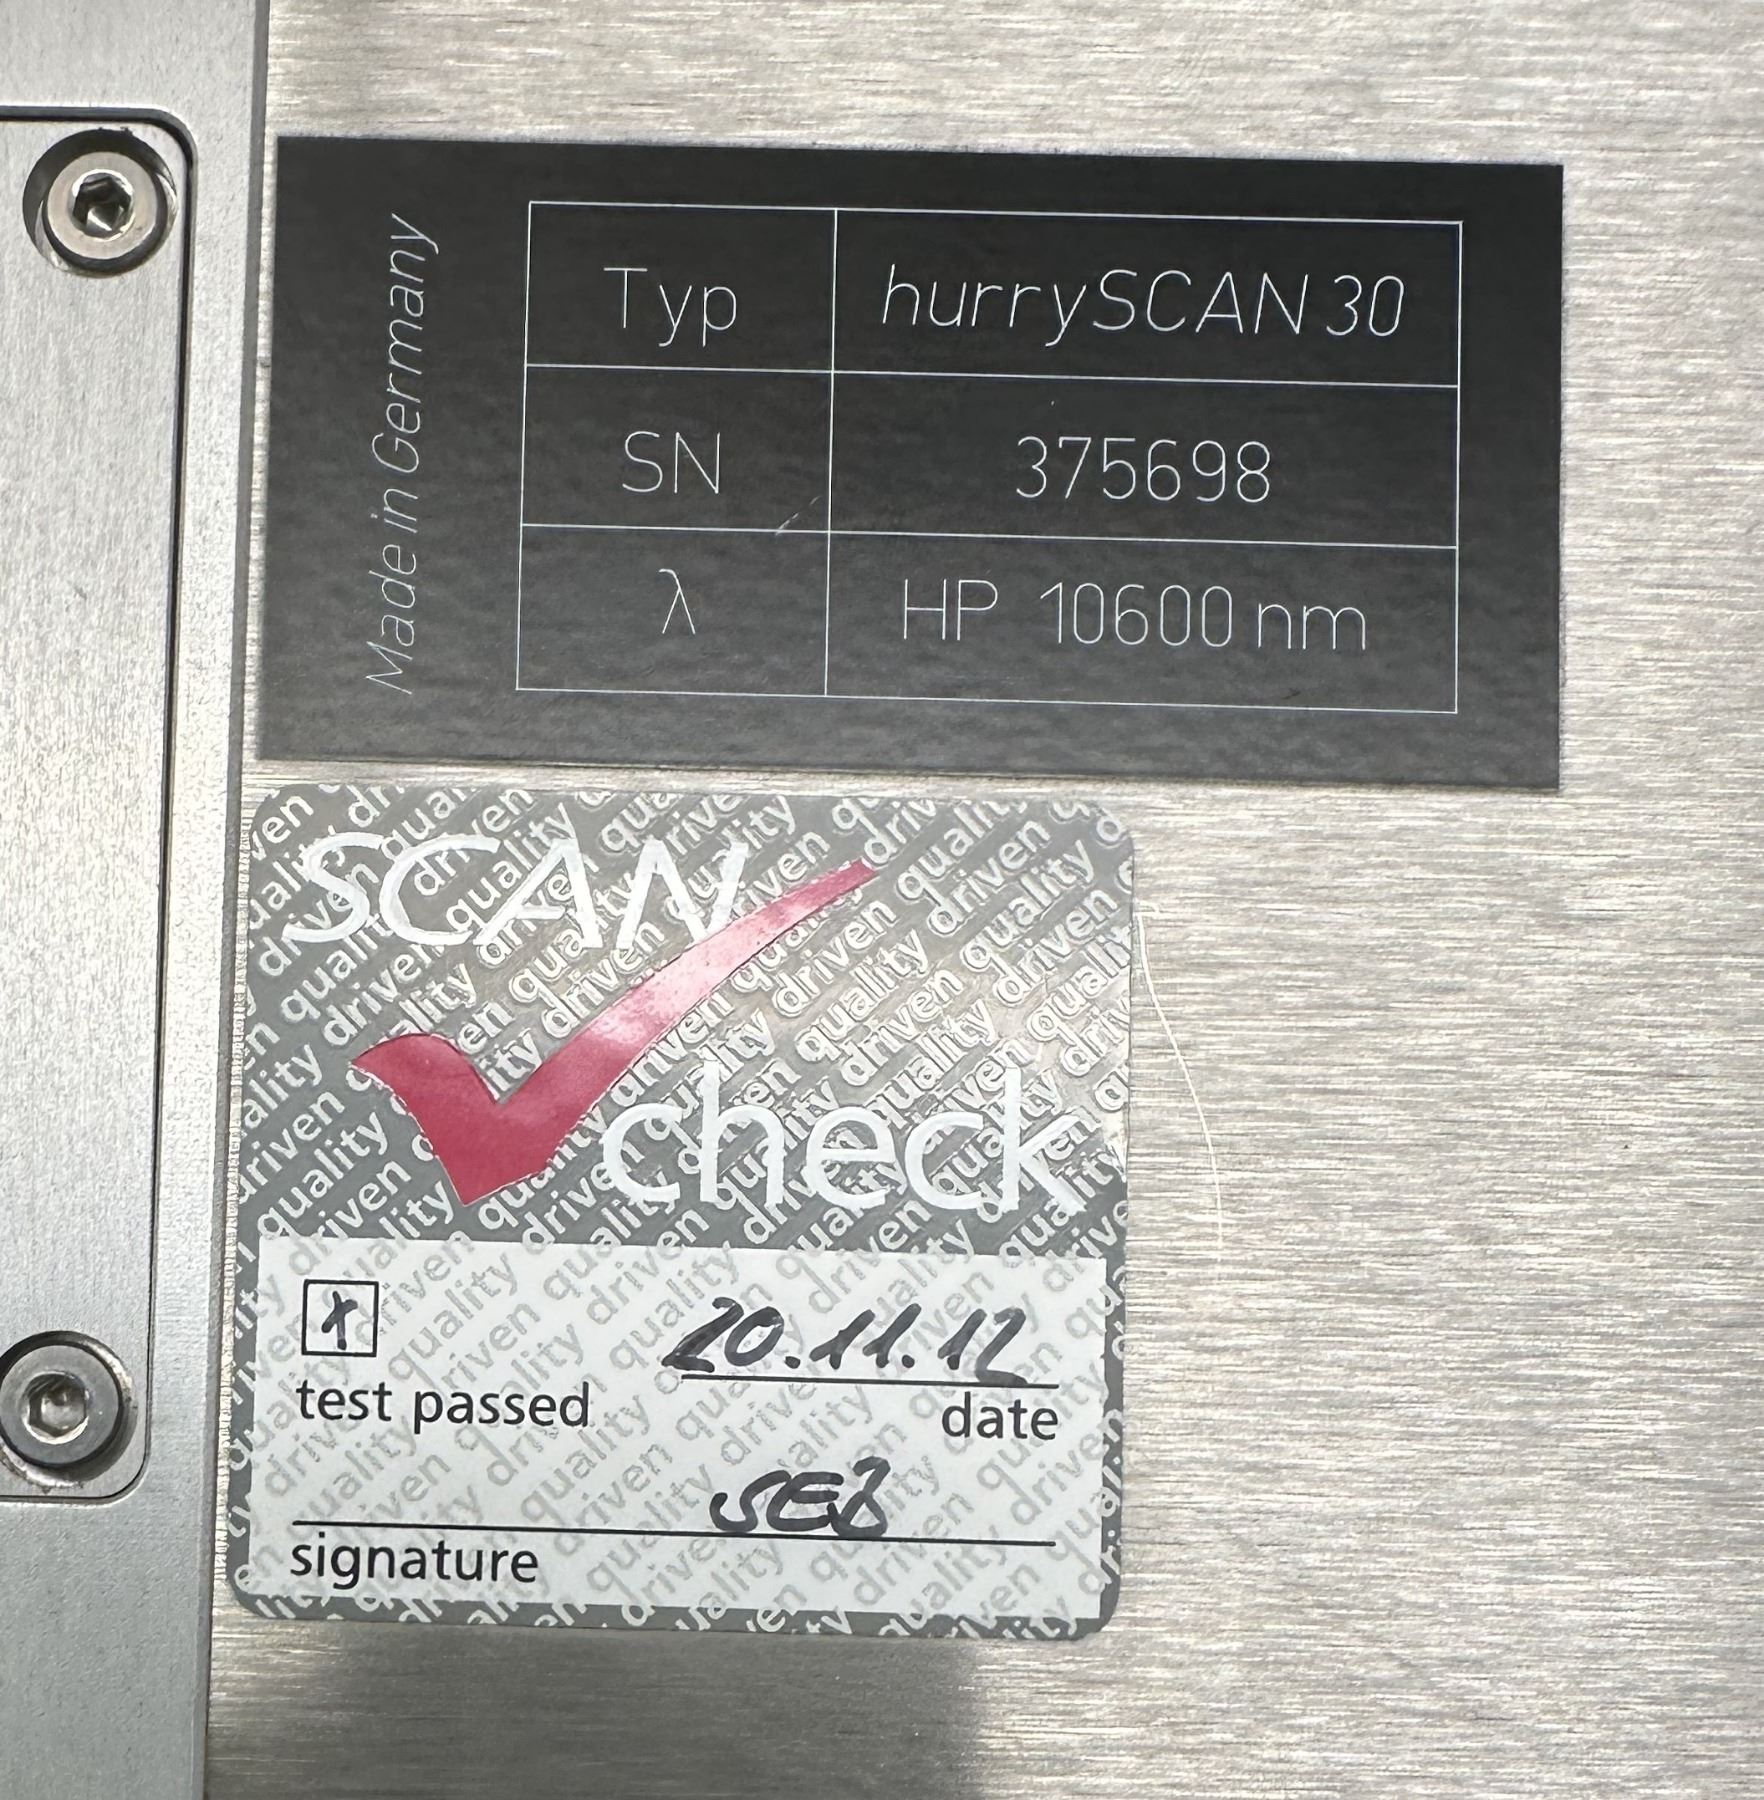 Made in Germany
Typ hurrySCAN 30
SN 375698
λ HP 10600 nm
SCAN
check
x
20.11.12
test passed date
signature